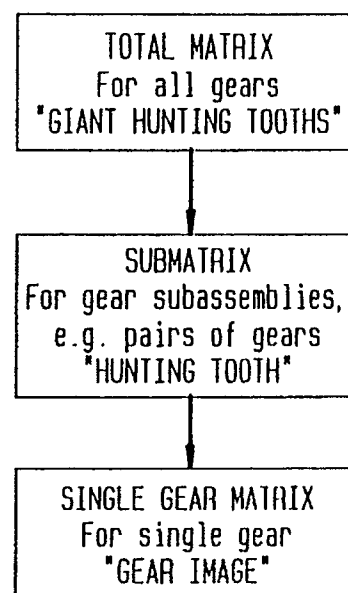 TOTAL MATRIX
For all gears
"GIANT HUNTING TOOTHS"
SUBMATRIX
For gear subassemblies,
e.g. pairs of gears
"HUNTING TOOTH"
SINGLE GEAR MATRIX
For single gear
"GEAR IMAGE"